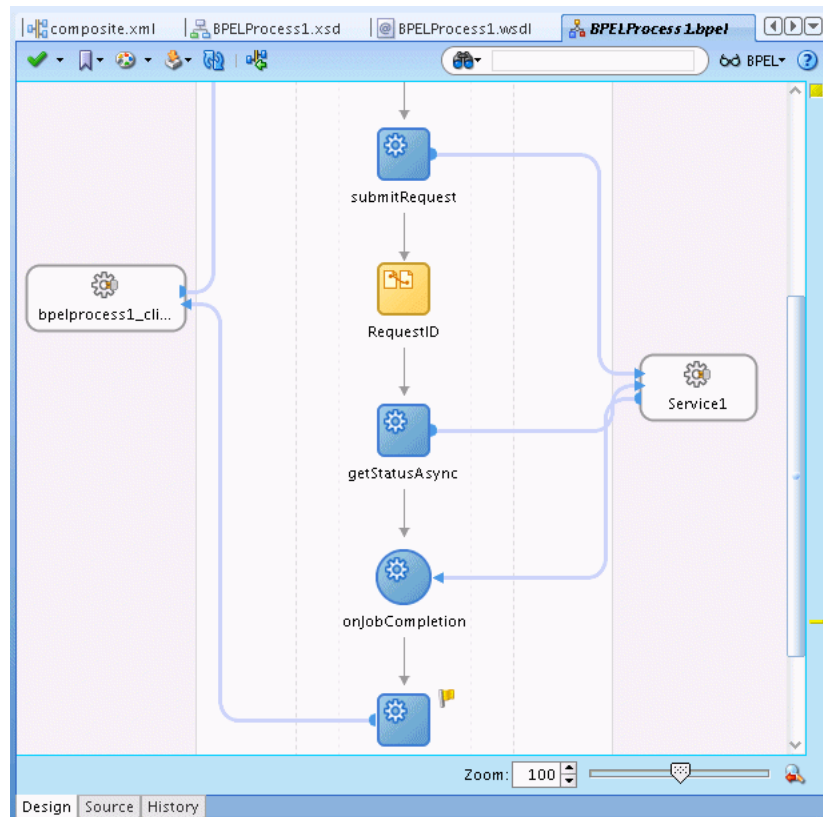 composite.xml BPELProcess1.xsd BPELProcess1.wsdl BPELProcess1.bpel
BPEL
submitRequest
bpelprocess1_cli...
RequestID
Service1
getStatusAsync
onJobCompletion
Zoom: 100
Design Source History